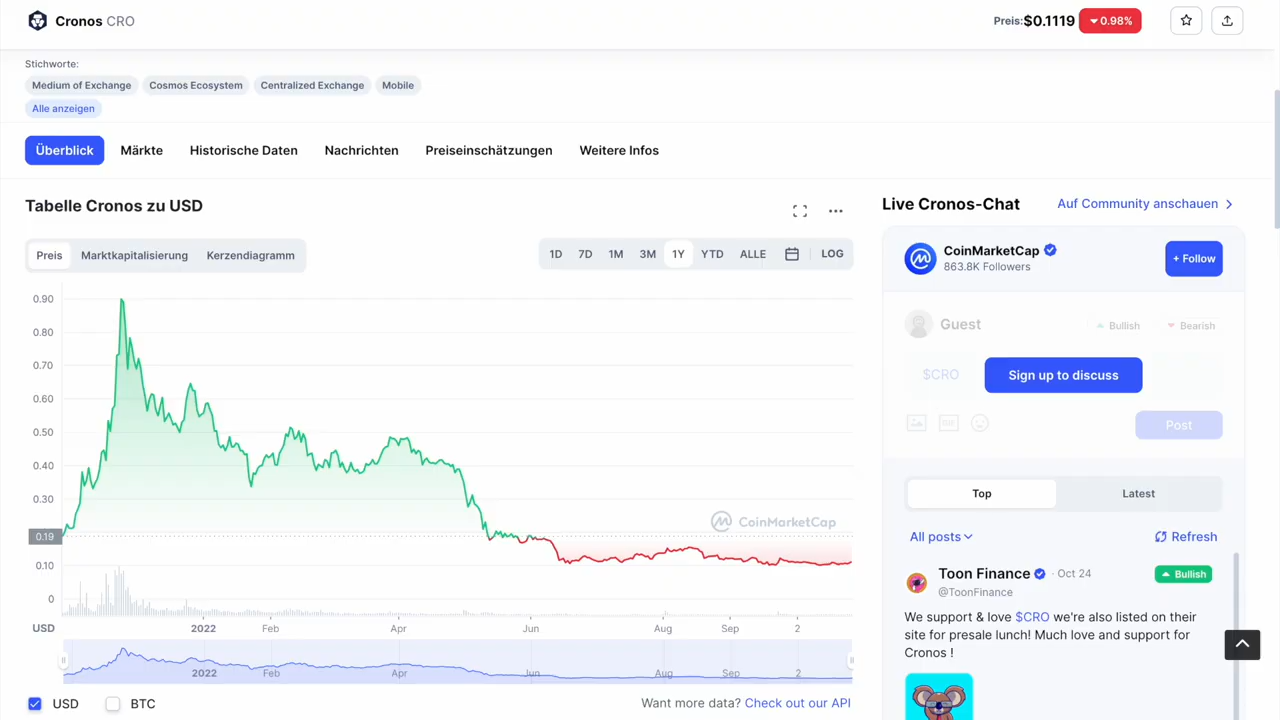 Cronos CRO
Preis:$0.1119 0.98%
Stichworte:
Medium of Exchange Cosmos Ecosystem Centralized Exchange Mobile
Alle anzeigen
Überblick Märkte Historische Daten Nachrichten Preiseinschätzungen Weitere Infos
Tabelle Cronos zu USD
Preis Marktkapitalisierung Kerzendiagramm
1D 7D 1M 3M 1Y YTD ALLE LOG
0.90
0.80
0.70
0.60
0.50
0.40
0.30
0.19
0.10
0
CoinMarketCap
USD 2022 Feb Apr Jun Aug Sep 2
2022 Feb Apr Jun Aug Sep 2
USD BTC
Want more data? Check out our API
Live Cronos-Chat Auf Community anschauen
CoinMarketCap
863.8K Followers
+ Follow
Guest Bullish Bearish
$CRO Sign up to discuss
GIF
Post
Top Latest
All posts Refresh
Toon Finance · Oct 24 Bullish
@ToonFinance
We support & love $CRO we're also listed on their
site for presale lunch! Much love and support for
Cronos !